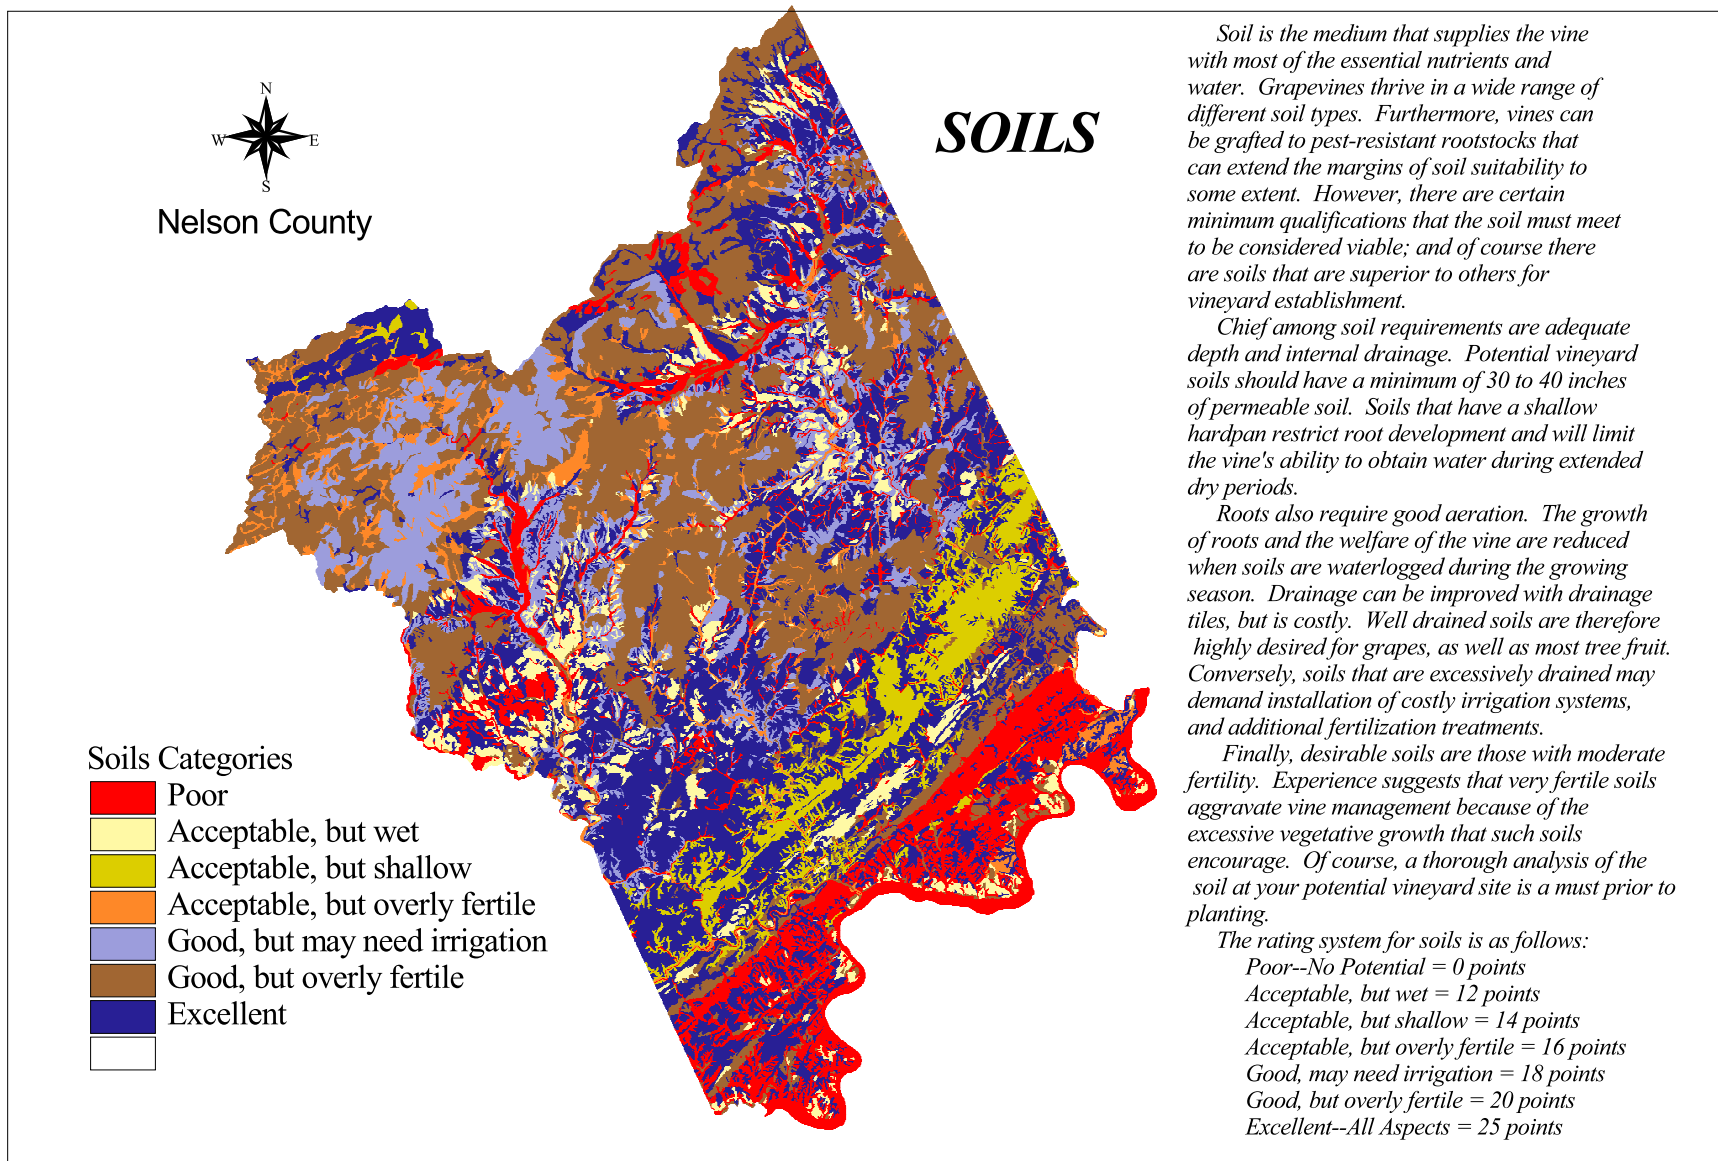 N
W
E
S
Nelson County
SOILS
Soils Categories
Poor
Acceptable, but wet
Acceptable, but shallow
Acceptable, but overly fertile
Good, but may need irrigation
Good, but overly fertile
Excellent
Soil is the medium that supplies the vine
with most of the essential nutrients and
water. Grapevines thrive in a wide range of
different soil types. Furthermore, vines can
be grafted to pest-resistant rootstocks that
can extend the margins of soil suitability to
some extent. However, there are certain
minimum qualifications that the soil must meet
to be considered viable; and of course there
are soils that are superior to others for
vineyard establishment.
Chief among soil requirements are adequate
depth and internal drainage. Potential vineyard
soils should have a minimum of 30 to 40 inches
of permeable soil. Soils that have a shallow
hardpan restrict root development and will limit
the vine's ability to obtain water during extended
dry periods.
Roots also require good aeration. The growth
of roots and the welfare of the vine are reduced
when soils are waterlogged during the growing
season. Drainage can be improved with drainage
tiles, but is costly. Well drained soils are therefore
highly desired for grapes, as well as most tree fruit.
Conversely, soils that are excessively drained may
demand installation of costly irrigation systems,
and additional fertilization treatments.
Finally, desirable soils are those with moderate
fertility. Experience suggests that very fertile soils
aggravate vine management because of the
excessive vegetative growth that such soils
encourage. Of course, a thorough analysis of the
soil at your potential vineyard site is a must prior to
planting.
The rating system for soils is as follows:
Poor--No Potential = 0 points
Acceptable, but wet = 12 points
Acceptable, but shallow = 14 points
Acceptable, but overly fertile = 16 points
Good, may need irrigation = 18 points
Good, but overly fertile = 20 points
Excellent--All Aspects = 25 points